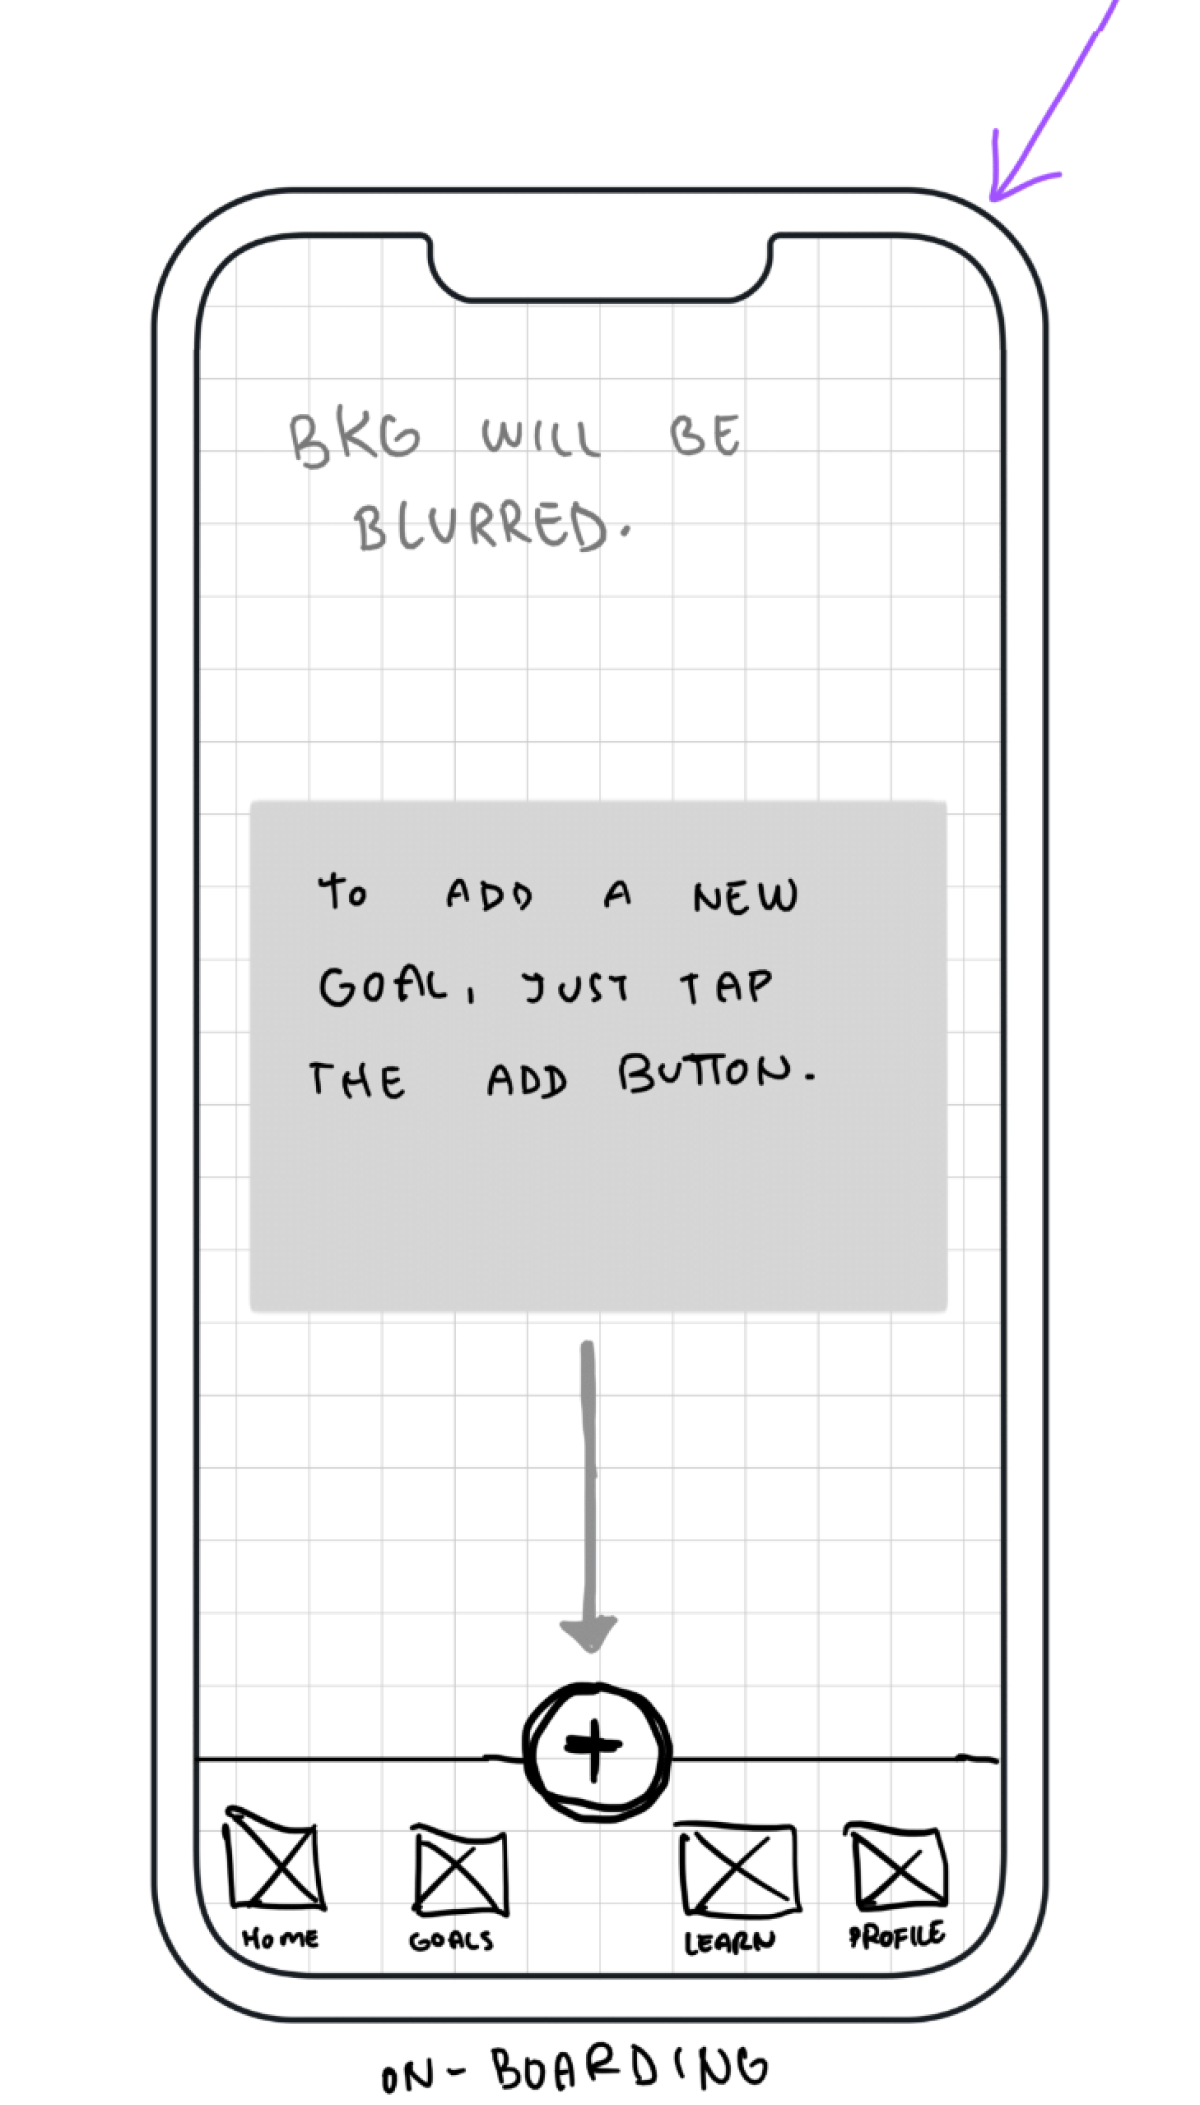 BKG WILL BE
BLURRED.
To ADD A NEW
GOAL, JUST TAP
THE ADD BUTTON.
+
HOME GOALS LEARN PROFILE
ON-BOARDING